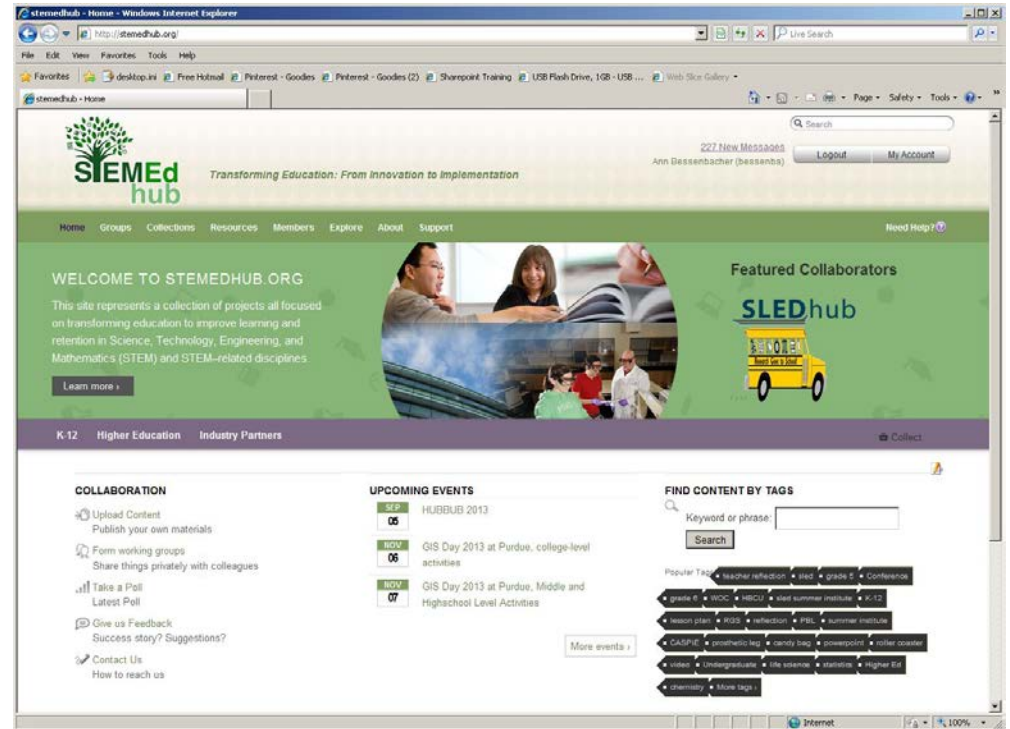 stemedhub - Home - Windows Internet Explorer
http://stemedhub.org/
Live Search
File Edit View Favorites Tools Help
Favorites desktop.ini Free Hotmail Pinterest - Goodies Pinterest - Goodies (2) Sharepoint Training USB Flash Drive, 1GB - USB ... Web Slice Gallery
stemedhub - Home
Page Safety Tools
Search
227 New Messages
Ann Bessenbacher (bessenba)
Logout My Account
STEMEd
hub
Transforming Education: From Innovation to Implementation
Home Groups Collections Resources Members Explore About Support
Need Help?
WELCOME TO STEMEDHUB.ORG
This site represents a collection of projects all focused
on transforming education to improve learning and
retention in Science, Technology, Engineering, and
Mathematics (STEM) and STEM–related disciplines
Learn more ›
Featured Collaborators
SLEDhub
Research Goes to School
K-12 Higher Education Industry Partners
Collect
COLLABORATION
Upload Content
Publish your own materials
Form working groups
Share things privately with colleagues
Take a Poll
Latest Poll
Give us Feedback
Success story? Suggestions?
Contact Us
How to reach us
UPCOMING EVENTS
SEP
05
HUBBUB 2013
NOV
06
GIS Day 2013 at Purdue, college-level
activities
NOV
07
GIS Day 2013 at Purdue, Middle and
Highschool Level Activities
More events ›
FIND CONTENT BY TAGS
Keyword or phrase:
Search
Popular Tags
teacher reflection sled grade 5 Conference
grade 6 WOC HBCU sled summer institute K-12
lesson plan RGS reflection PBL summer institute
CASPiE prosthetic leg candy bag powerpoint roller coaster
video Undergraduate life science statistics Higher Ed
chemistry More tags ›
Internet
100%